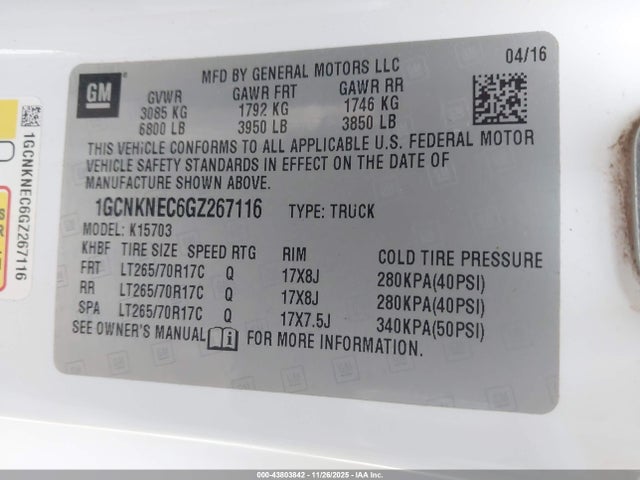 04/16
MFD BY GENERAL MOTORS LLC
GM
GVWR GAWR FRT GAWR RR
3085 KG 1792 KG 1746 KG
6800 LB 3950 LB 3850 LB
THIS VEHICLE CONFORMS TO ALL APPLICABLE U.S. FEDERAL MOTOR
VEHICLE SAFETY STANDARDS IN EFFECT ON THE DATE OF
MANUFACTURE SHOWN ABOVE.
1GCNKNEC6GZ267116 TYPE: TRUCK
MODEL: K15703
KHBF TIRE SIZE SPEED RTG RIM COLD TIRE PRESSURE
FRT LT265/70R17C Q 17X8J 280KPA(40PSI)
RR LT265/70R17C Q 17X8J 280KPA(40PSI)
SPA LT265/70R17C Q 17X7.5J 340KPA(50PSI)
SEE OWNER'S MANUAL FOR MORE INFORMATION.
1GCNKNEC6GZ267116
000-43803842 - 11/26/2025 - IAAI.COM